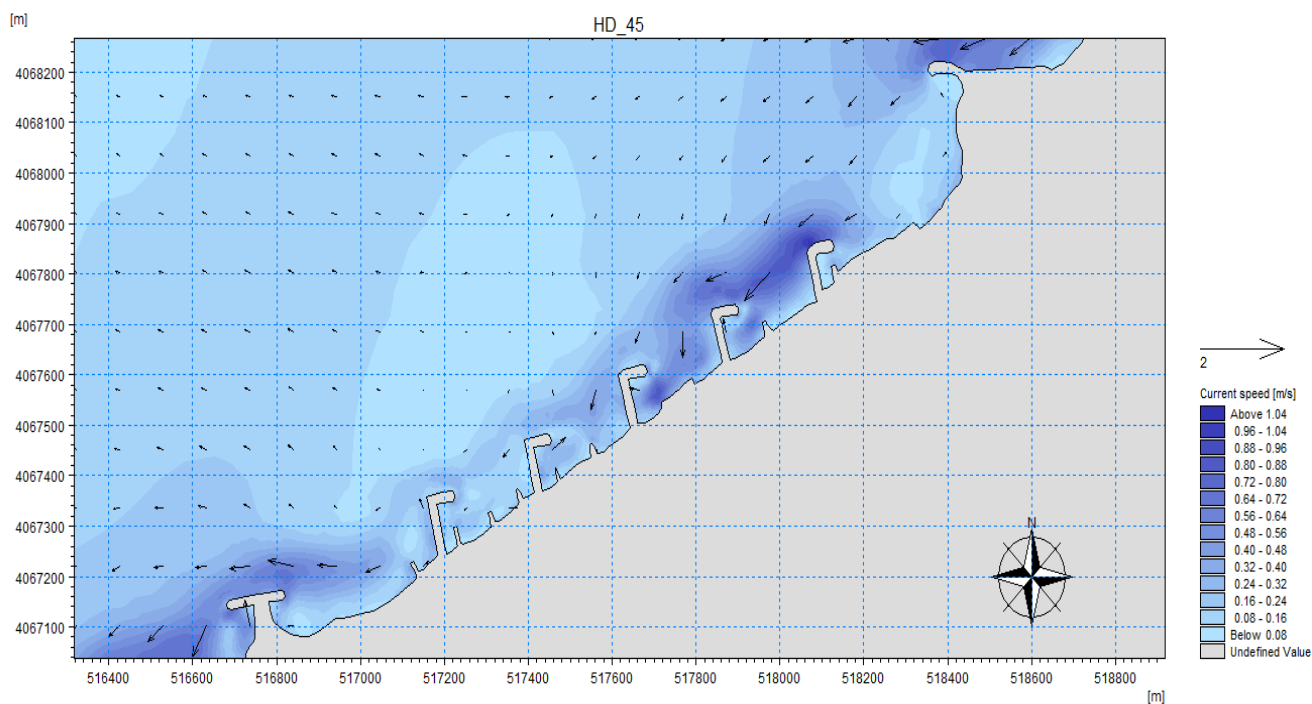 [m]
HD_45
4068200
4068100
4068000
4067900
4067800
4067700
4067600
4067500
4067400
4067300
4067200
4067100
516400 516600 516800 517000 517200 517400 517600 517800 518000 518200 518400 518600 518800
[m]
N
2
Current speed [m/s]
Above 1.04
0.96 - 1.04
0.88 - 0.96
0.80 - 0.88
0.72 - 0.80
0.64 - 0.72
0.56 - 0.64
0.48 - 0.56
0.40 - 0.48
0.32 - 0.40
0.24 - 0.32
0.16 - 0.24
0.08 - 0.16
Below 0.08
Undefined Value